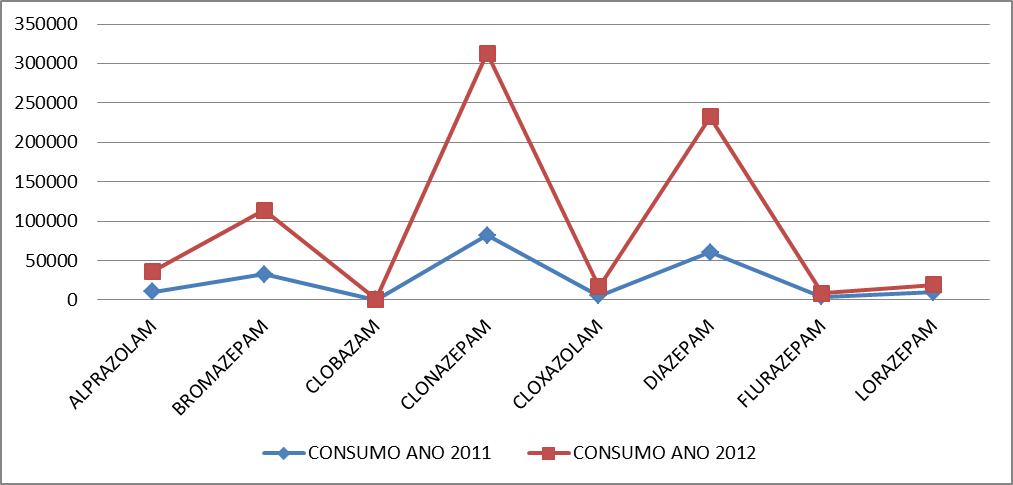 350000
300000
250000
200000
150000
100000
50000
0
ALPRAZOLAM
BROMAZEPAM
CLOBAZAM
CLONAZEPAM
CLOXAZOLAM
DIAZEPAM
FLURAZEPAM
LORAZEPAM
CONSUMO ANO 2011 CONSUMO ANO 2012